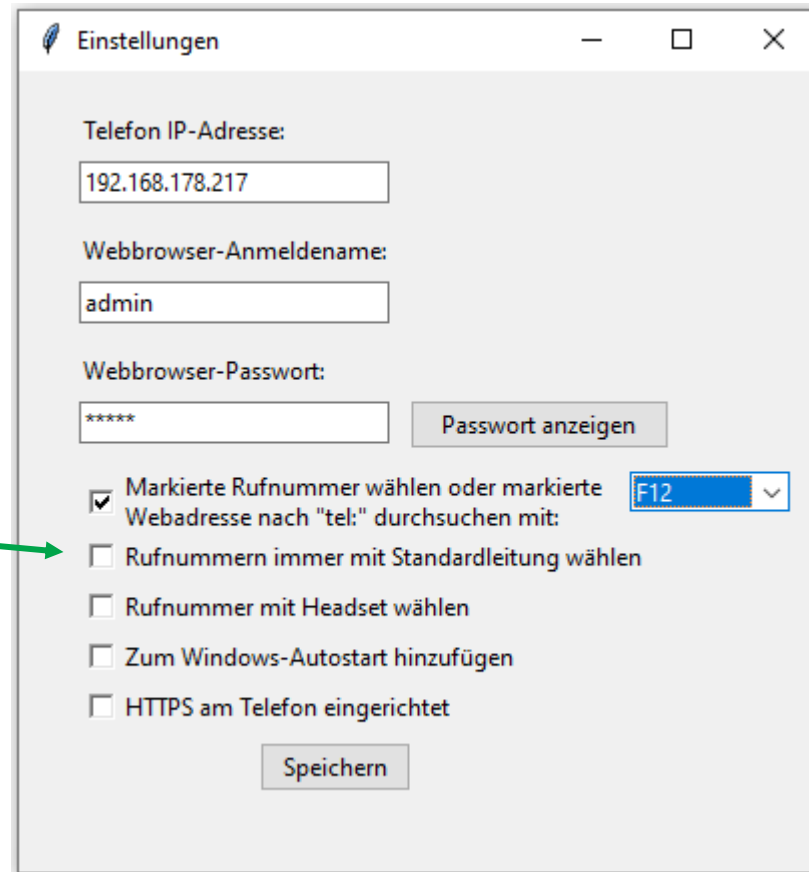 Einstellungen
Telefon IP-Adresse:
192.168.178.217
Webbrowser-Anmeldename:
admin
Webbrowser-Passwort:
*****
Passwort anzeigen
Markierte Rufnummer wählen oder markierte
Webadresse nach "tel:" durchsuchen mit:
F12
Rufnummern immer mit Standardleitung wählen
Rufnummer mit Headset wählen
Zum Windows-Autostart hinzufügen
HTTPS am Telefon eingerichtet
Speichern